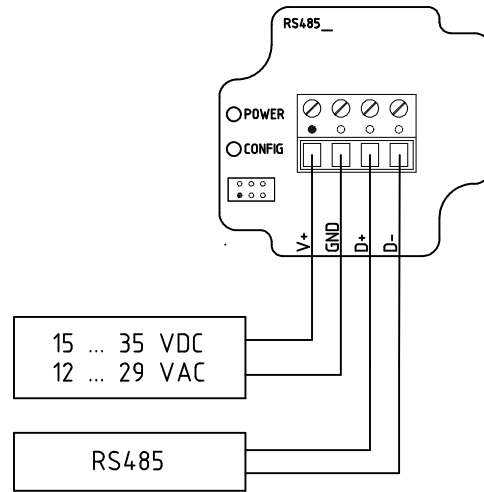 RS485_
POWER
CONFIG
V+
GND
D+
D-
15 ... 35 VDC
12 ... 29 VAC
RS485